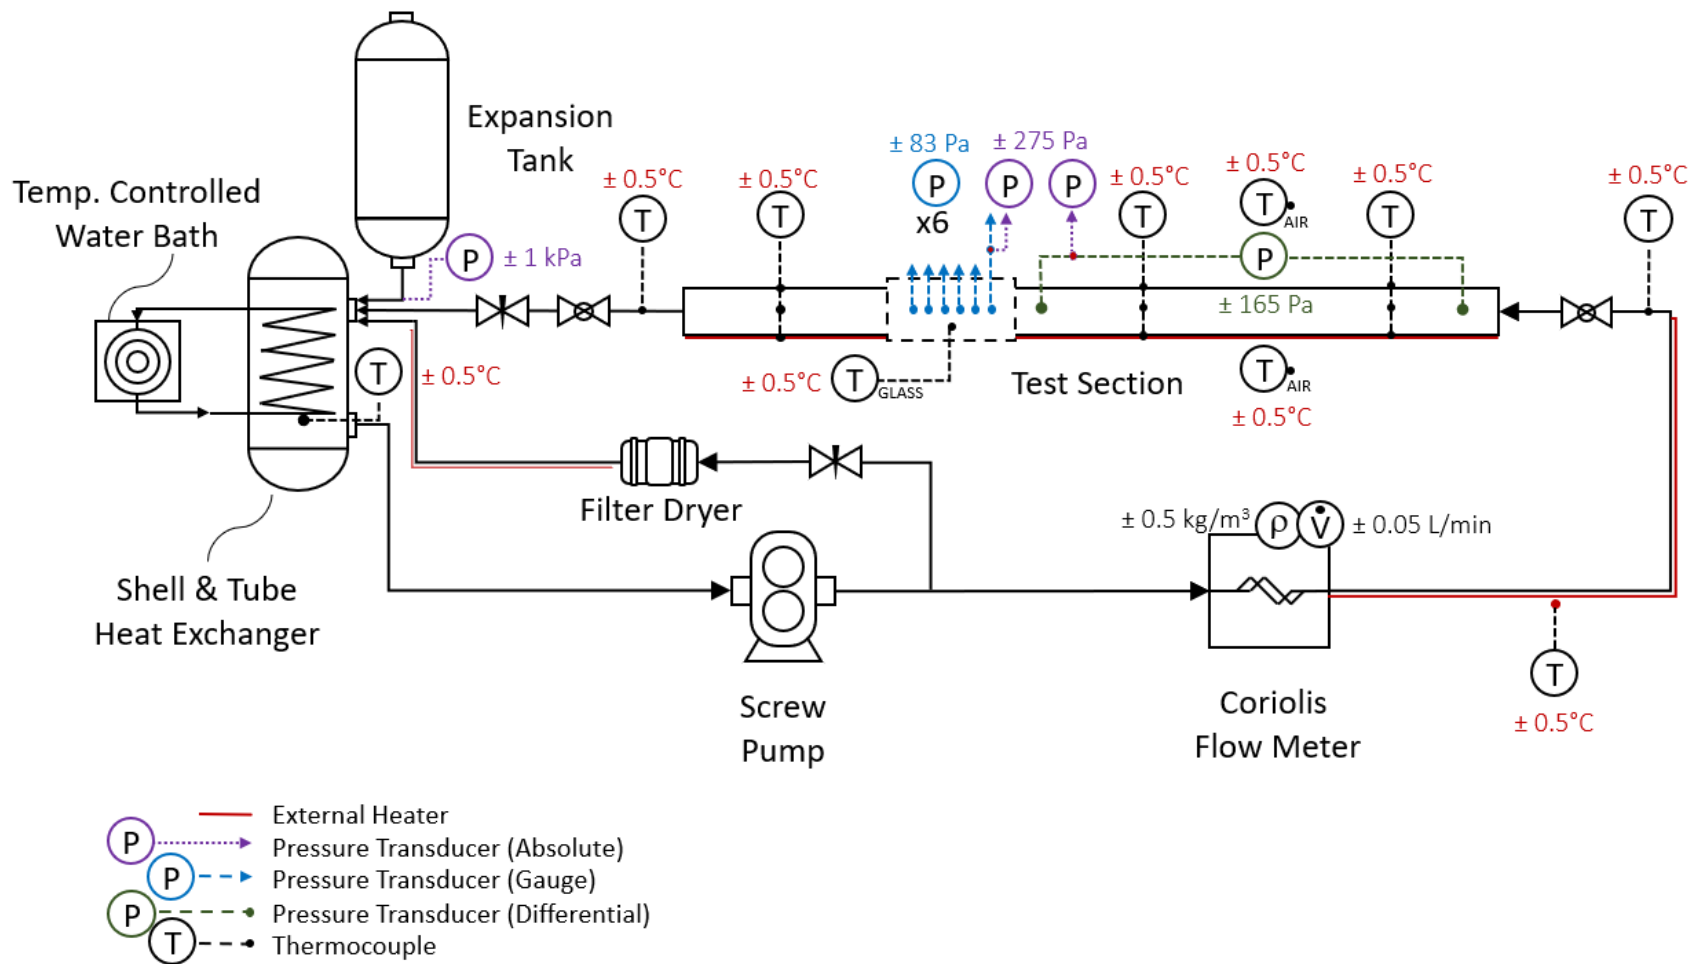 Expansion
Tank
Temp. Controlled
Water Bath
± 0.5°C
T
± 0.5°C
T
± 83 Pa
P
x6
± 275 Pa
P
P
± 0.5°C
T
± 0.5°C
T
AIR
± 0.5°C
T
± 0.5°C
T
P
± 1 kPa
P
± 165 Pa
T
± 0.5°C
± 0.5°C
T
GLASS
Test Section
T
AIR
± 0.5°C
Filter Dryer
± 0.5 kg/m³
ρ
V̇
± 0.05 L/min
Shell & Tube
Heat Exchanger
Screw
Pump
Coriolis
Flow Meter
T
± 0.5°C
External Heater
P
Pressure Transducer (Absolute)
P
Pressure Transducer (Gauge)
P
Pressure Transducer (Differential)
T
Thermocouple